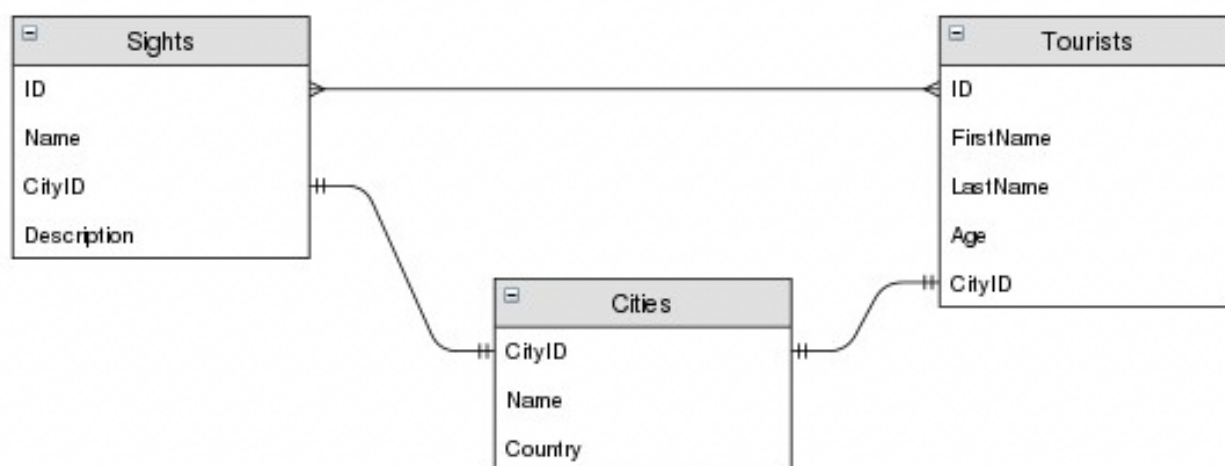 Sights
ID
Name
CityID
Description
Tourists
ID
FirstName
LastName
Age
CityID
Cities
CityID
Name
Country